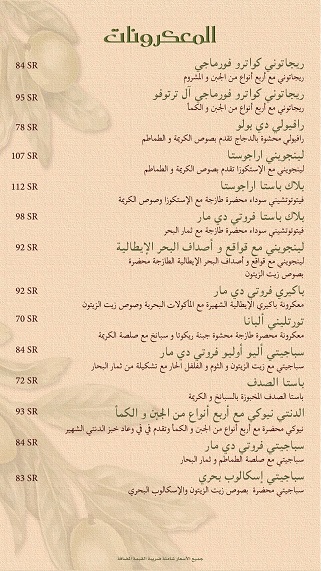 المعكرونات
ريجاتوني كواترو فورماجي
84 SR
ريجاتوني مع أربع أنواع من الجبن و المشروم
ريجاتوني كواترو فورماجي آل ترتوفو
95 SR
ريجاتوني مع أربع أنواع من الجبن و الكمأ
رافيولي دي بولو
78 SR
رافيولي محشوة بالدجاج تقدم بصوص الكريمة و الطماطم
لينجويني اراجوستا
107 SR
لينجويني مع الإستكوزا تقدم بصوص الكريمة و الطماطم
بلاك باستا اراجوستا
112 SR
فيتوتشيني سوداء محضرة طازجة مع الإستكوزا وصوص الكريمة
بلاك باستا فروتي دي مار
98 SR
فيتوتشيني سوداء محضرة طازجة مع ثمار البحر
لينجويني مع قواقع و أصداف البحر الإيطالية
92 SR
لينجويني مع قواقع و أصداف البحر الإيطالية الطازجة محضرة
بصوص زيت الزيتون
باكيري فروتي دي مار
92 SR
معكرونة باكيري الإيطالية الشهيرة مع المأكولات البحرية وصوص زيت الزيتون
تورتليني ألبانا
70 SR
معكرونة محضرة طازجة محشوة جبنة ريكوتا و سبانخ مع صلصة الكريمة
سباجيتي أليو أوليو فروتي دي مار
84 SR
سباجيتي مع زيت الزيتون و الثوم و الفلفل الحار مع تشكيلة من ثمار البحار
باستا الصدف
72 SR
باستا الصدف المخبوزة بالسبانخ و الكريمة
الدنتي نيوكي مع أربع أنواع من الجبن و الكمأ
93 SR
نيوكي محضرة مع أربع أنواع من الجبن و الكمأ وتقدم في في وعاء خبز الدنتي الشهير
سباجيتي فروتي دي مار
84 SR
سباجيتي مع صلصة الطماطم و ثمار البحار
سباجيتي إسكالوب بحري
83 SR
سباجيتي محضرة بصوص زيت الزيتون والإسكالوب البحري
جميع الأسعار شاملة ضريبة القيمة المضافة